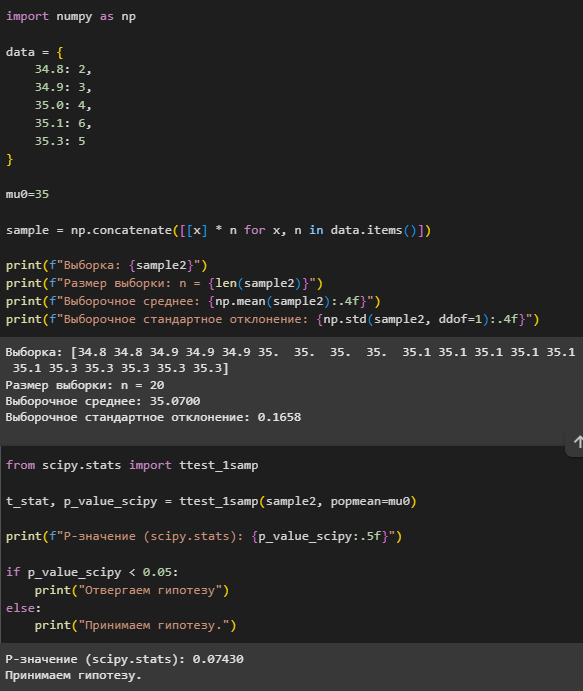 import numpy as np
data = {
34.8: 2,
34.9: 3,
35.0: 4,
35.1: 6,
35.3: 5
}
mu0=35
sample = np.concatenate([[x] * n for x, n in data.items()])
print(f"Выборка: {sample2}")
print(f"Размер выборки: n = {len(sample2)}")
print(f"Выборочное среднее: {np.mean(sample2):.4f}")
print(f"Выборочное стандартное отклонение: {np.std(sample2, ddof=1):.4f}")
Выборка: [34.8 34.8 34.9 34.9 34.9 35.  35.  35.  35.  35.1 35.1 35.1 35.1 35.1
35.1 35.3 35.3 35.3 35.3 35.3]
Размер выборки: n = 20
Выборочное среднее: 35.0700
Выборочное стандартное отклонение: 0.1658
from scipy.stats import ttest_1samp
t_stat, p_value_scipy = ttest_1samp(sample2, popmean=mu0)
print(f"P-значение (scipy.stats): {p_value_scipy:.5f}")
if p_value_scipy < 0.05:
print("Отвергаем гипотезу")
else:
print("Принимаем гипотезу.")
P-значение (scipy.stats): 0.07430
Принимаем гипотезу.